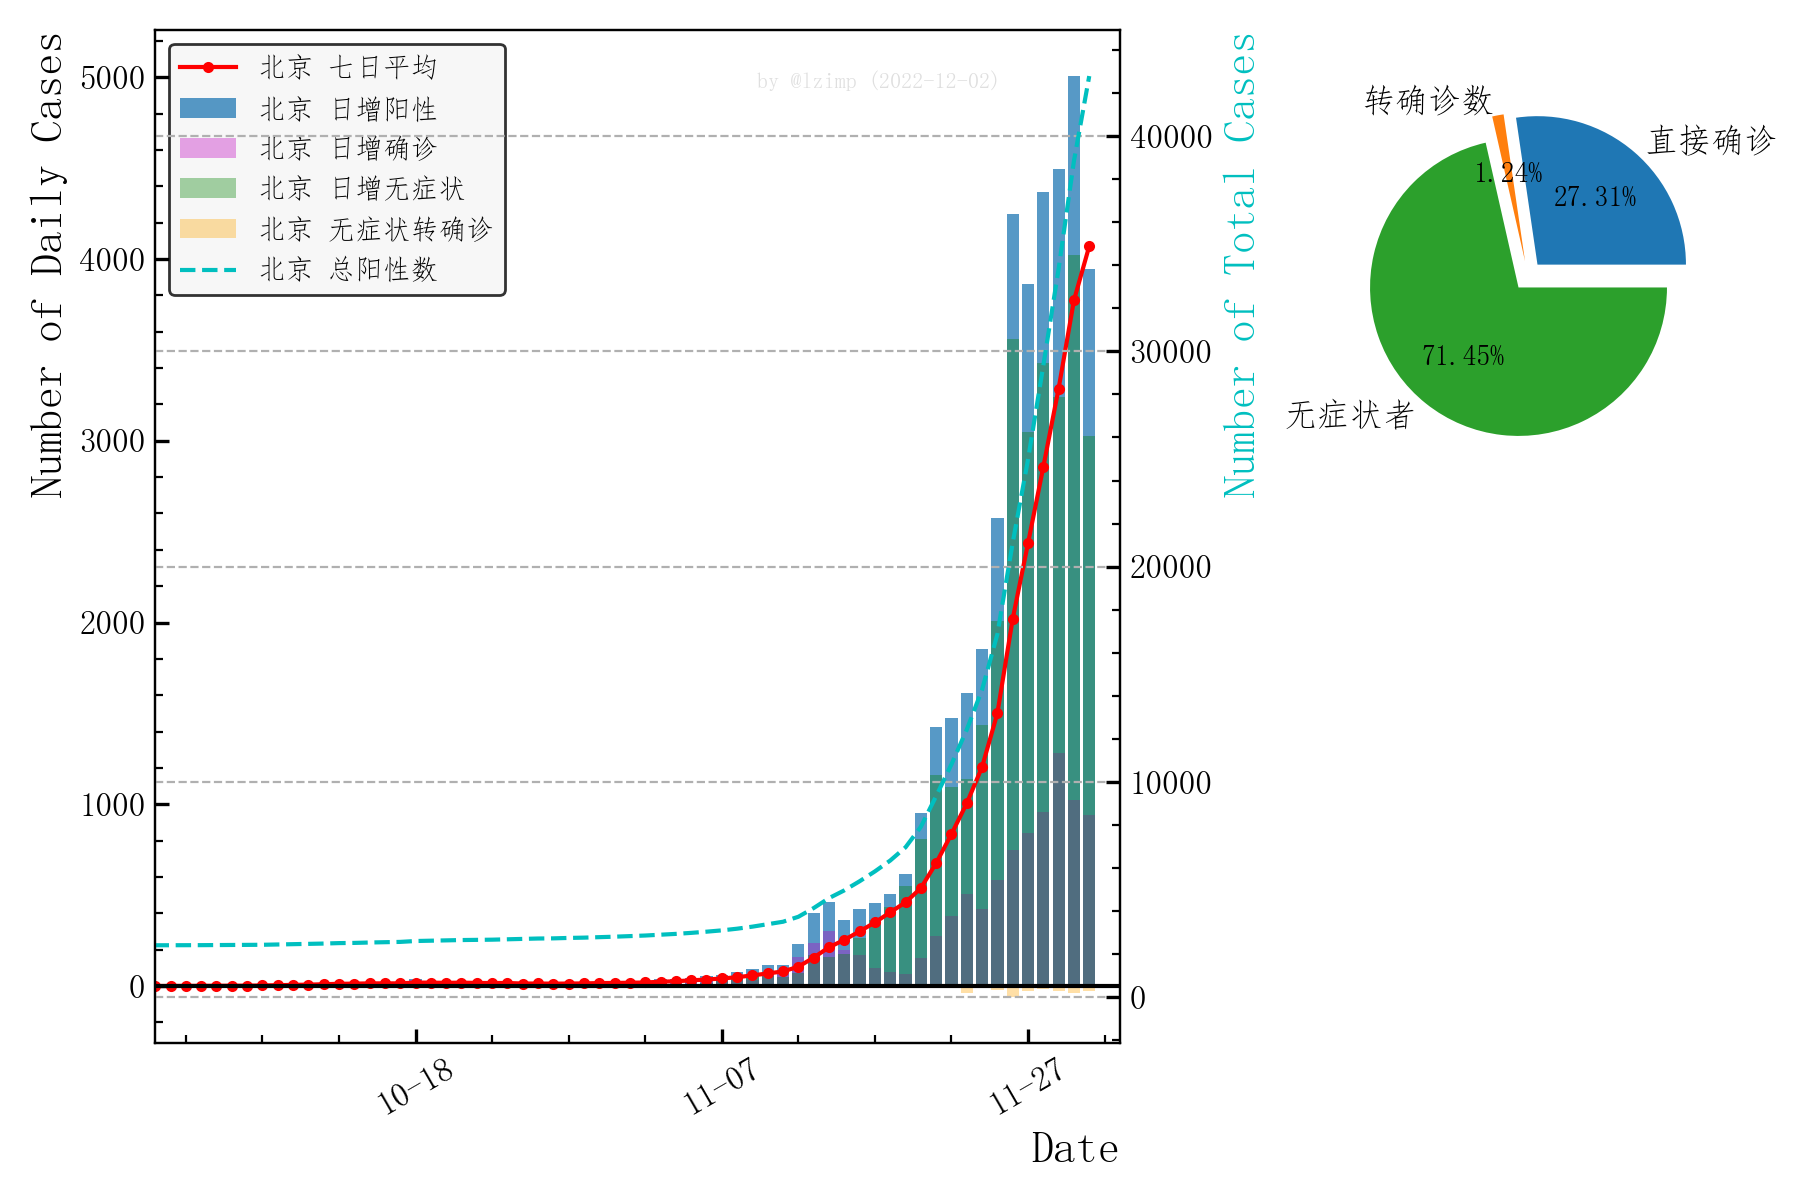 Number of Daily Cases
5000
4000
3000
2000
1000
0
北京 七日平均
北京 日增阳性
北京 日增确诊
北京 日增无症状
北京 无症状转确诊
北京 总阳性数
by @lzimp (2022-12-02)
40000
30000
20000
10000
0
Number of Total Cases
10-18
11-07
11-27
Date
转确诊数
直接确诊
1.24%
27.31%
71.45%
无症状者